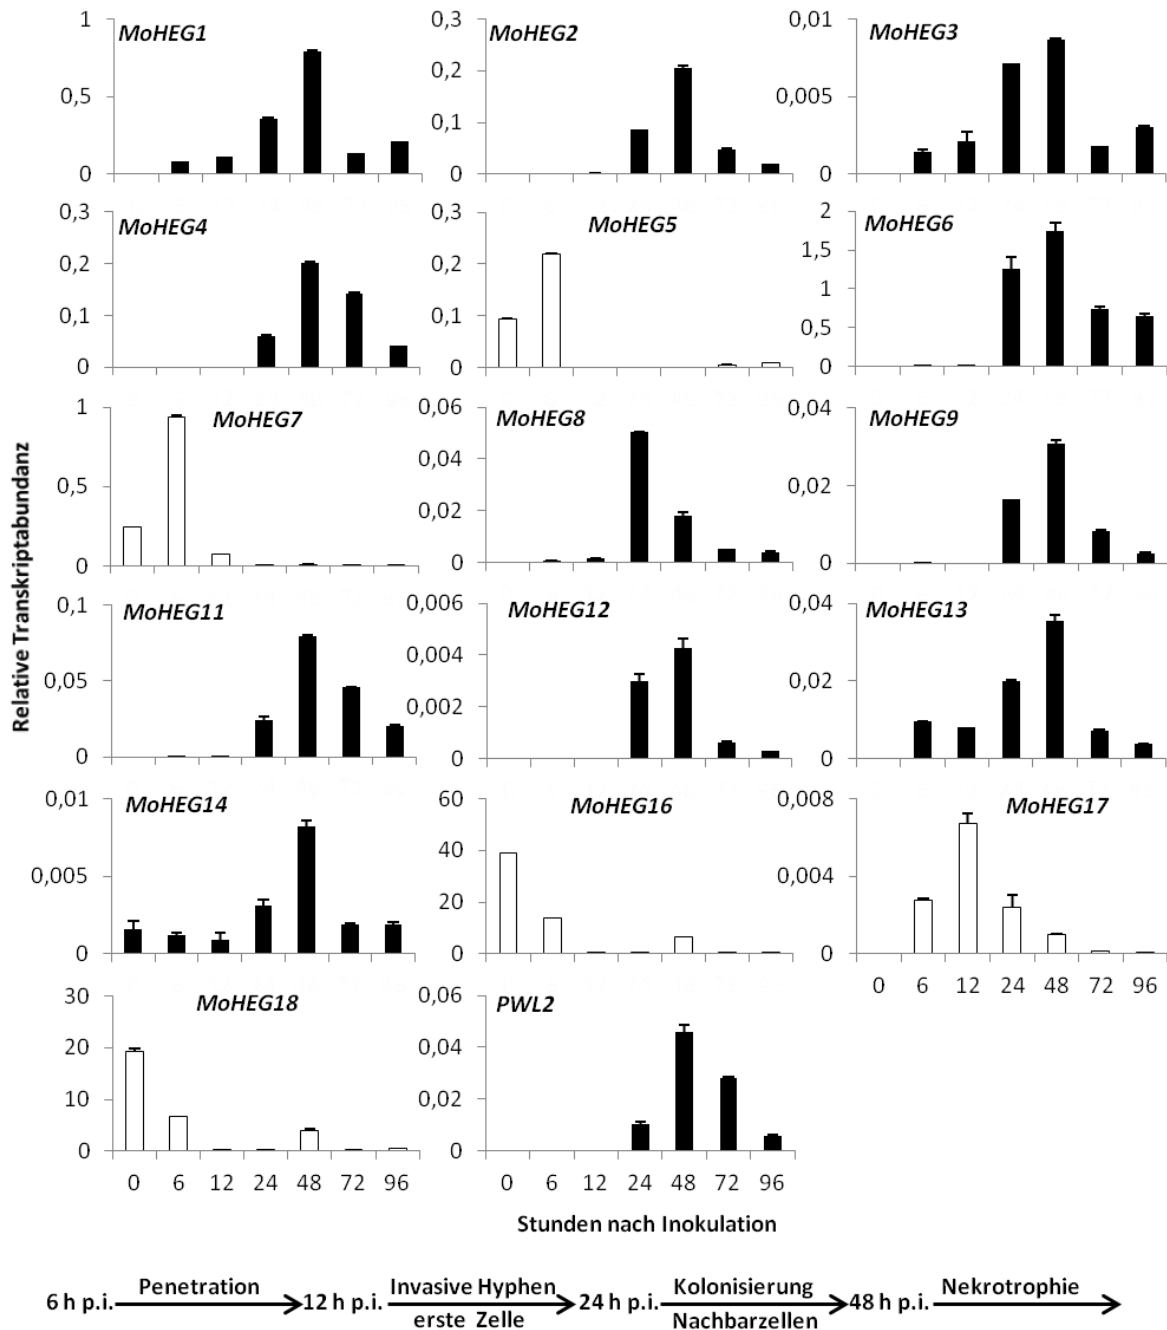 1
0,5
0
MoHEG1
0,3
0,2
0,1
0
MoHEG2
0,01
0,005
0
MoHEG3
0,3
0,2
0,1
0
MoHEG4
0,3
0,2
0,1
0
MoHEG5
2
1,5
1
0,5
0
MoHEG6
Relative Transkriptabundanz
1
0,5
0
MoHEG7
0,06
0,04
0,02
0
MoHEG8
0,04
0,02
0
MoHEG9
0,1
0,05
0
MoHEG11
0,006
0,004
0,002
0
MoHEG12
0,04
0,02
0
MoHEG13
0,01
0,005
0
MoHEG14
60
40
20
0
MoHEG16
0,008
0,004
0
MoHEG17
0 6 12 24 48 72 96
30
20
10
0
MoHEG18
0 6 12 24 48 72 96
0,06
0,04
0,02
0
PWL2
0 6 12 24 48 72 96
Stunden nach Inokulation
6 h p.i. Penetration 12 h p.i. Invasive Hyphen erste Zelle 24 h p.i. Kolonisierung Nachbarzellen 48 h p.i. Nekrotrophie